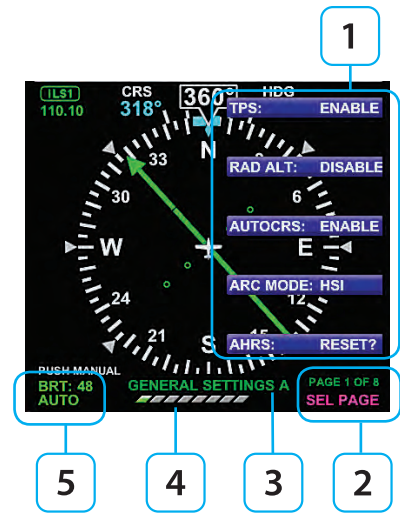 1
ILS1
CRS
360°
HDG
110.10
318°
TPS: ENABLE
N
33
RAD ALT: DISABLE
30
6
AUTOCRS: ENABLE
W
E
ARC MODE: HSI
24
12
21
S
15
AHRS: RESET?
PUSH MANUAL
BRT: 48
AUTO
GENERAL SETTINGS A
PAGE 1 OF 8
SEL PAGE
5
4
3
2